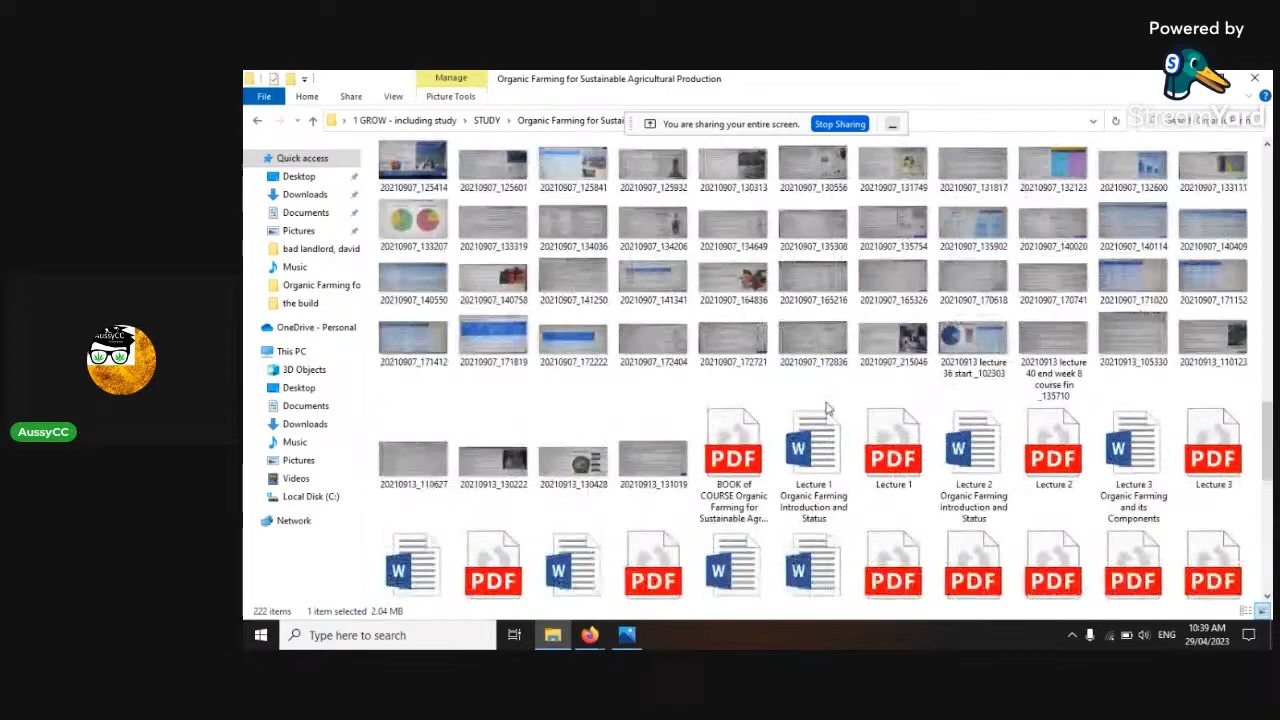 Powered by
S
StreamYard
Manage
Organic Farming for Sustainable Agricultural Production
File
Home
Share
View
Picture Tools
1 GROW - including study
STUDY
Organic Farming for Sustai
You are sharing your entire screen.
Stop Sharing
Quick access
Desktop
Downloads
Documents
Pictures
bad landlord, david
Music
Organic Farming fo
the build
OneDrive - Personal
This PC
3D Objects
Desktop
Documents
Downloads
Music
Pictures
Videos
Local Disk (C:)
Network
20210907_125414 20210907_125601 20210907_125841 20210907_125932 20210907_130313 20210907_130556 20210907_131749 20210907_131817 20210907_132123 20210907_132600 20210907_133111
20210907_133207 20210907_133319 20210907_134036 20210907_134206 20210907_134649 20210907_135308 20210907_135754 20210907_135902 20210907_140020 20210907_140114 20210907_140409
20210907_140550 20210907_140758 20210907_141250 20210907_141341 20210907_164836 20210907_165216 20210907_165326 20210907_170618 20210907_170741 20210907_171020 20210907_171152
20210907_171412 20210907_171819 20210907_172222 20210907_172404 20210907_172721 20210907_172836 20210907_215046
20210913 lecture
36 start _102303
20210913 lecture
40 end week 8
course fin
_135710
20210913_105330 20210913_110123
20210913_110627 20210913_130222 20210913_130428 20210913_131019
PDF
BOOK of
COURSE Organic
Farming for
Sustainable Agr...
W
Lecture 1
Organic Farming
Introduction and
Status
PDF
Lecture 1
W
Lecture 2
Organic Farming
Introduction and
Status
PDF
Lecture 2
W
Lecture 3
Organic Farming
and its
Components
PDF
Lecture 3
W PDF W PDF W W PDF PDF PDF PDF PDF
222 items
1 item selected 2.04 MB
Type here to search
ENG
10:39 AM
29/04/2023
AussyCC
AussyCC